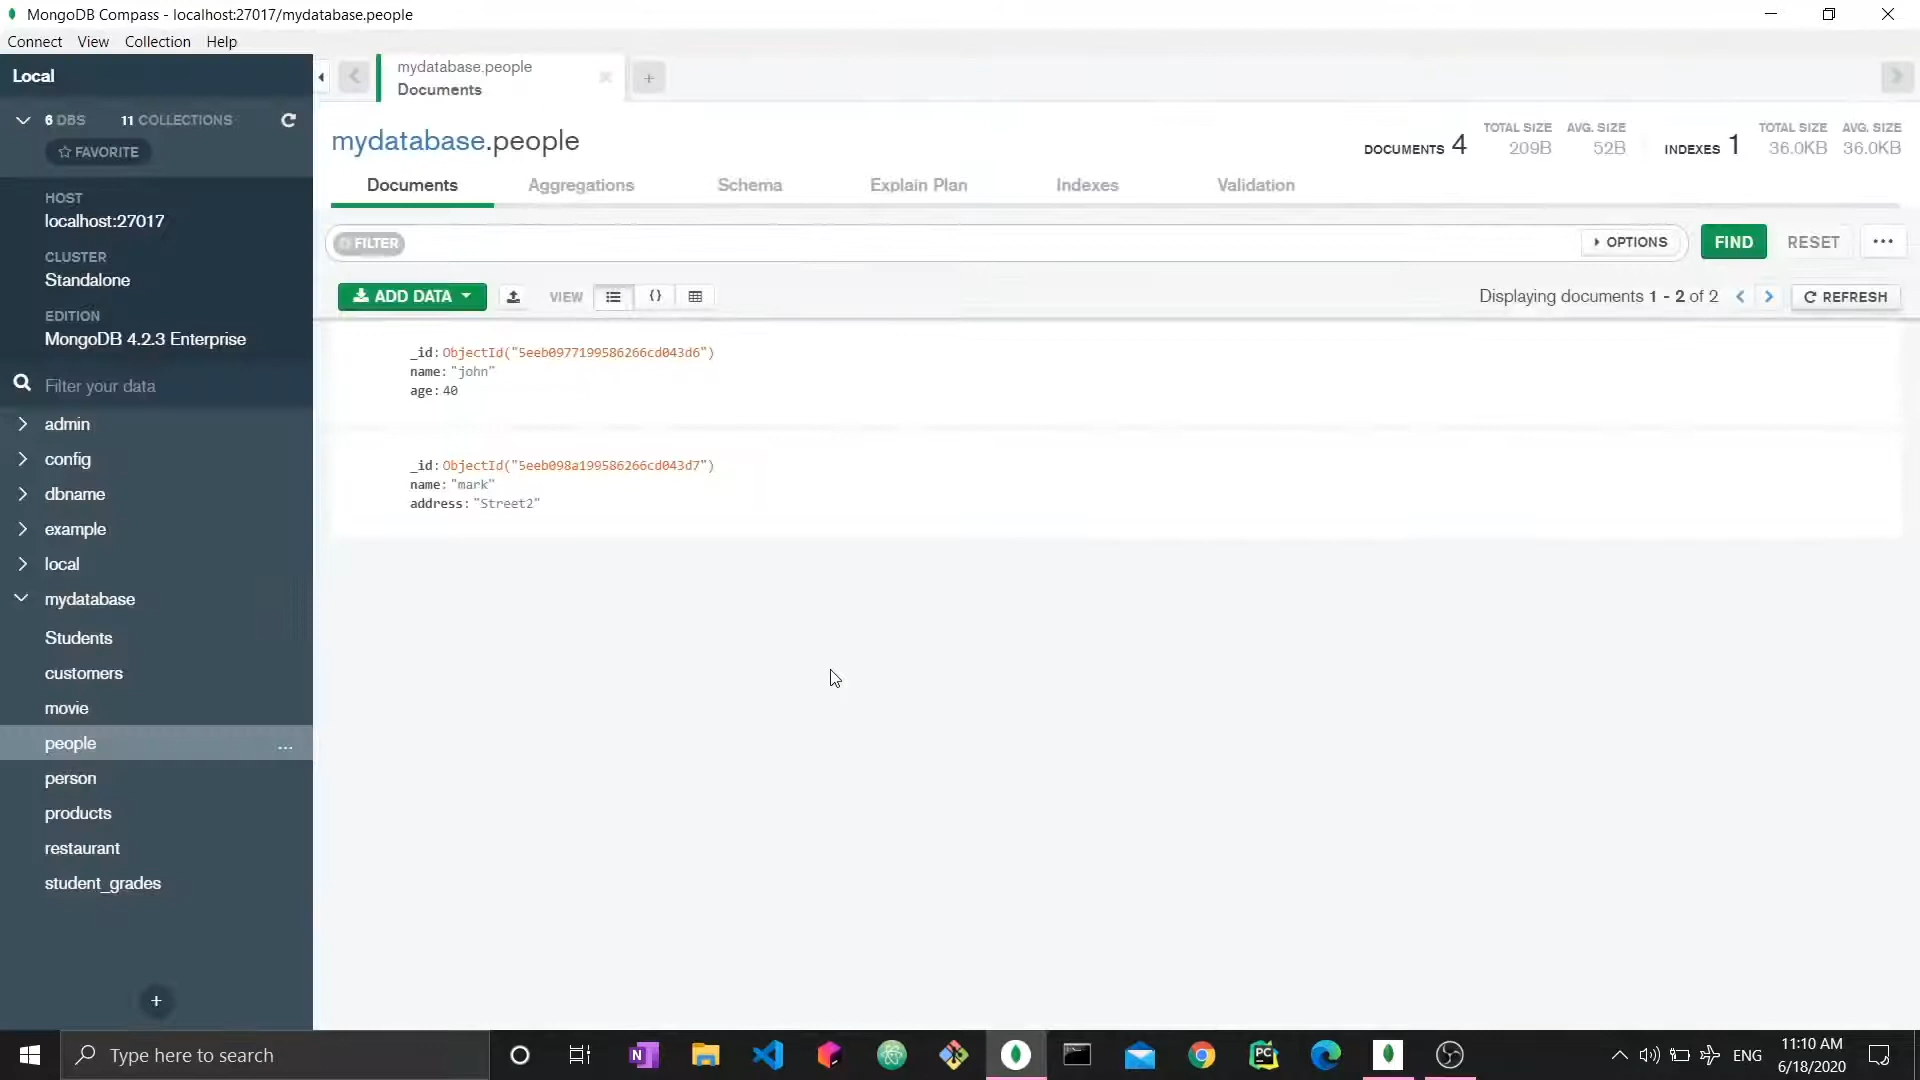 MongoDB Compass - localhost:27017/mydatabase.people
Connect View Collection Help
Local
6 DBS 11 COLLECTIONS
FAVORITE
HOST
localhost:27017
CLUSTER
Standalone
EDITION
MongoDB 4.2.3 Enterprise
Filter your data
admin
config
dbname
example
local
mydatabase
Students
customers
movie
people ...
person
products
restaurant
student_grades
+
mydatabase.people
Documents
+
mydatabase.people
DOCUMENTS 4 TOTAL SIZE 209B AVG. SIZE 52B INDEXES 1 TOTAL SIZE 36.0KB AVG. SIZE 36.0KB
Documents Aggregations Schema Explain Plan Indexes Validation
FILTER OPTIONS FIND RESET ...
ADD DATA VIEW {} Displaying documents 1 - 2 of 2 < > REFRESH
_id: ObjectId("5eeb0977199586266cd043d6")
name: "john"
age: 40
_id: ObjectId("5eeb098a199586266cd043d7")
name: "mark"
address: "Street2"
Type here to search
N
PC
ENG
11:10 AM
6/18/2020